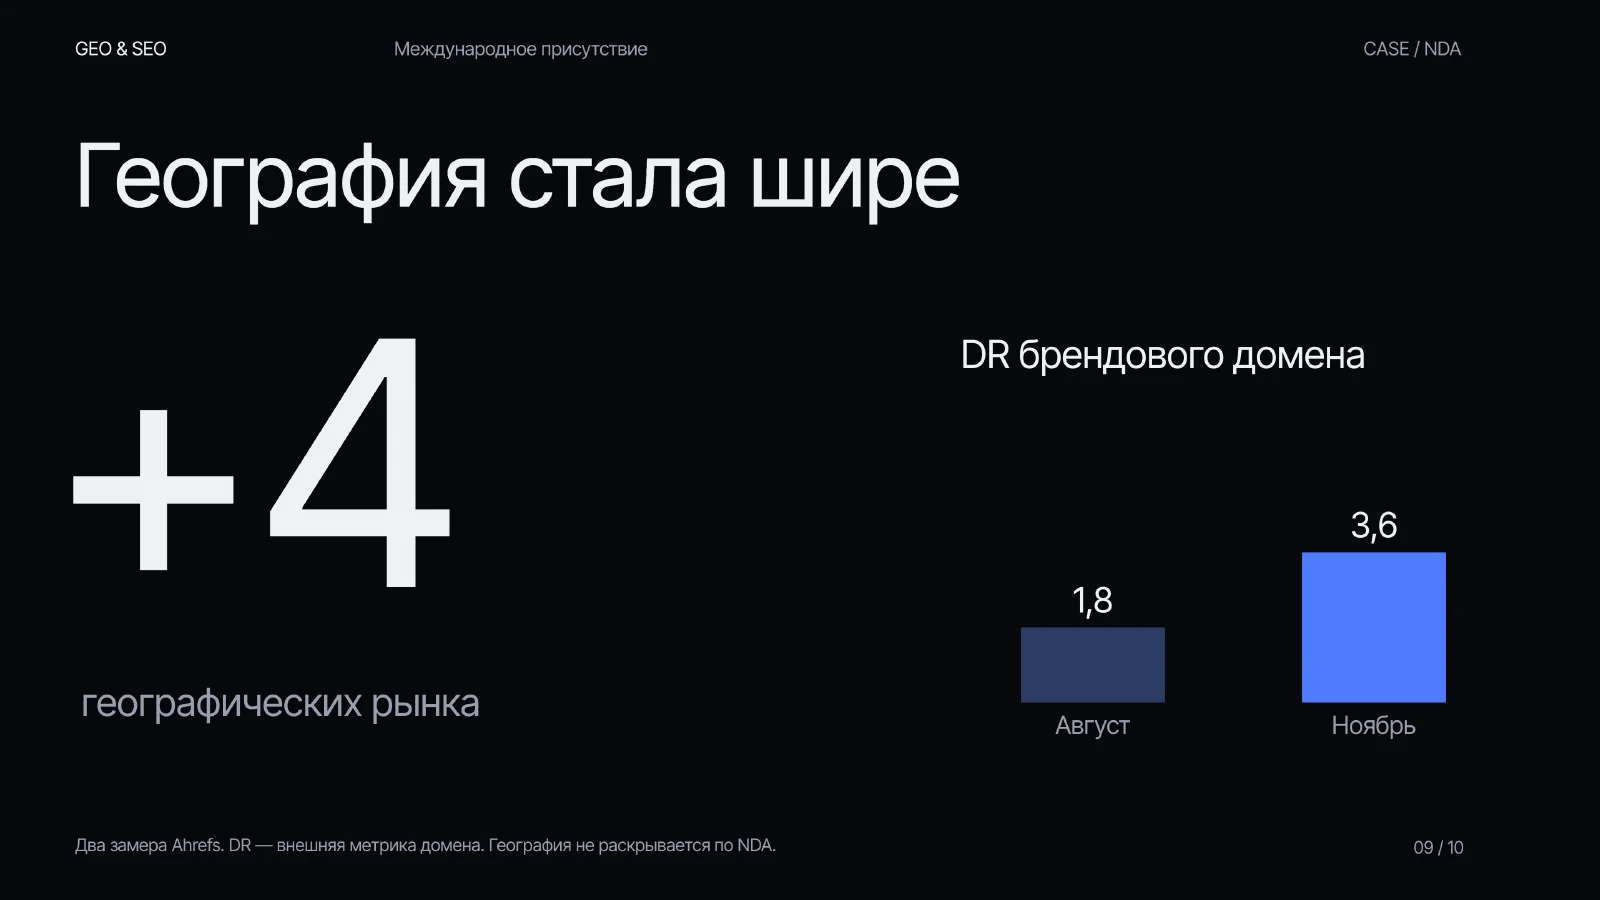 GEO & SEO
Международное присутствие
CASE / NDA
География стала шире
+4
географических рынка
DR брендового домена
1,8
3,6
Август
Ноябрь
Два замера Ahrefs. DR — внешняя метрика домена. География не раскрывается по NDA.
09 / 10